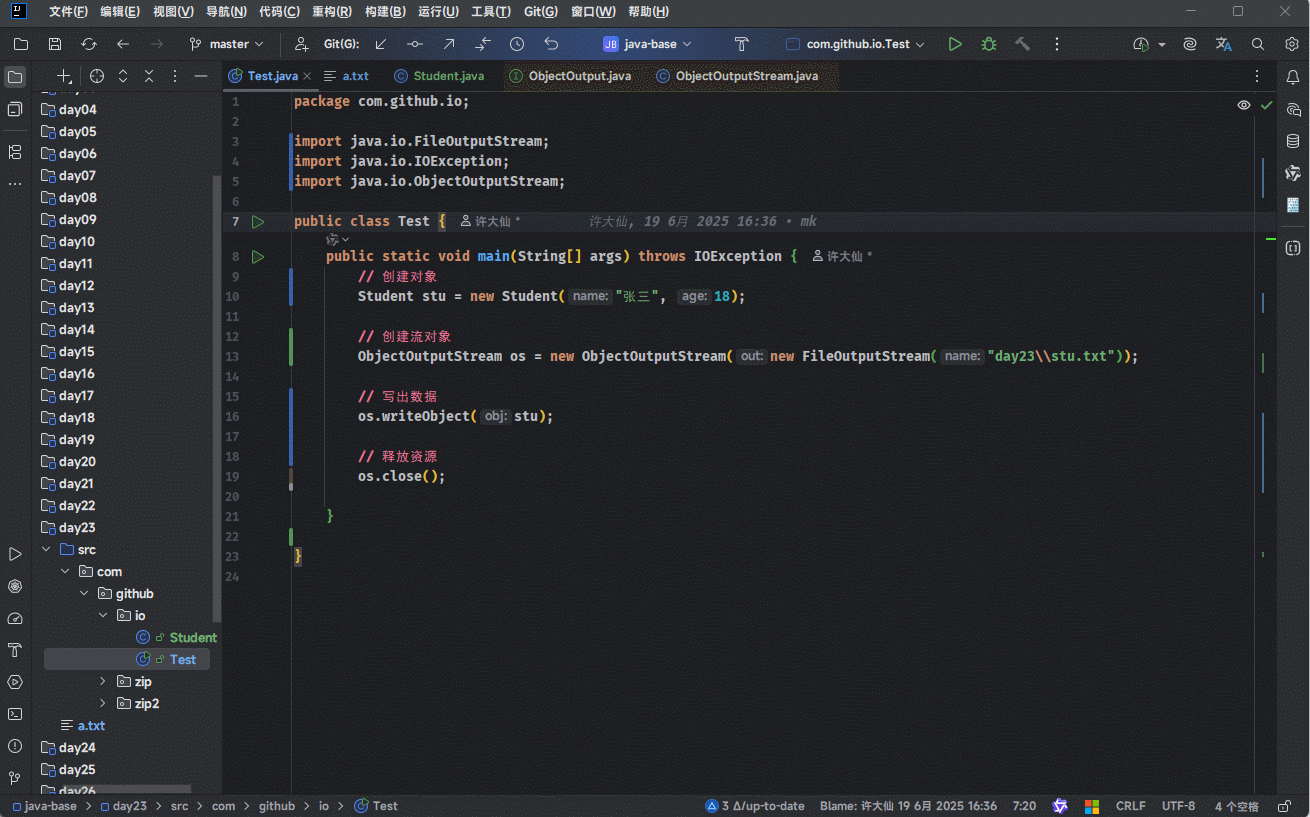 文件(F) 编辑(E) 视图(V) 导航(N) 代码(C) 重构(R) 构建(B) 运行(U) 工具(T) Git(G) 窗口(W) 帮助(H)
master Git(G): JB java-base com.github.io.Test
Test.java a.txt Student.java ObjectOutput.java ObjectOutputStream.java
day04
day05
day06
day07
day08
day09
day10
day11
day12
day13
day14
day15
day16
day17
day18
day19
day20
day21
day22
day23
src
com
github
io
Student
Test
zip
zip2
a.txt
day24
day25
day26
1 package com.github.io;
2
3 import java.io.FileOutputStream;
4 import java.io.IOException;
5 import java.io.ObjectOutputStream;
6
7 public class Test { 许大仙 * 许大仙, 19 6月 2025 16:36 • mk
8 public static void main(String[] args) throws IOException { 许大仙 *
9 // 创建对象
10 Student stu = new Student( name: "张三", age: 18);
11
12 // 创建流对象
13 ObjectOutputStream os = new ObjectOutputStream( out: new FileOutputStream( name: "day23\\stu.txt"));
14
15 // 写出数据
16 os.writeObject( obj: stu);
17
18 // 释放资源
19 os.close();
20
21 }
22
23 }
24
java-base > day23 > src > com > github > io > Test 3 Δ/up-to-date Blame: 许大仙 19 6月 2025 16:36 7:20 CRLF UTF-8 4 个空格